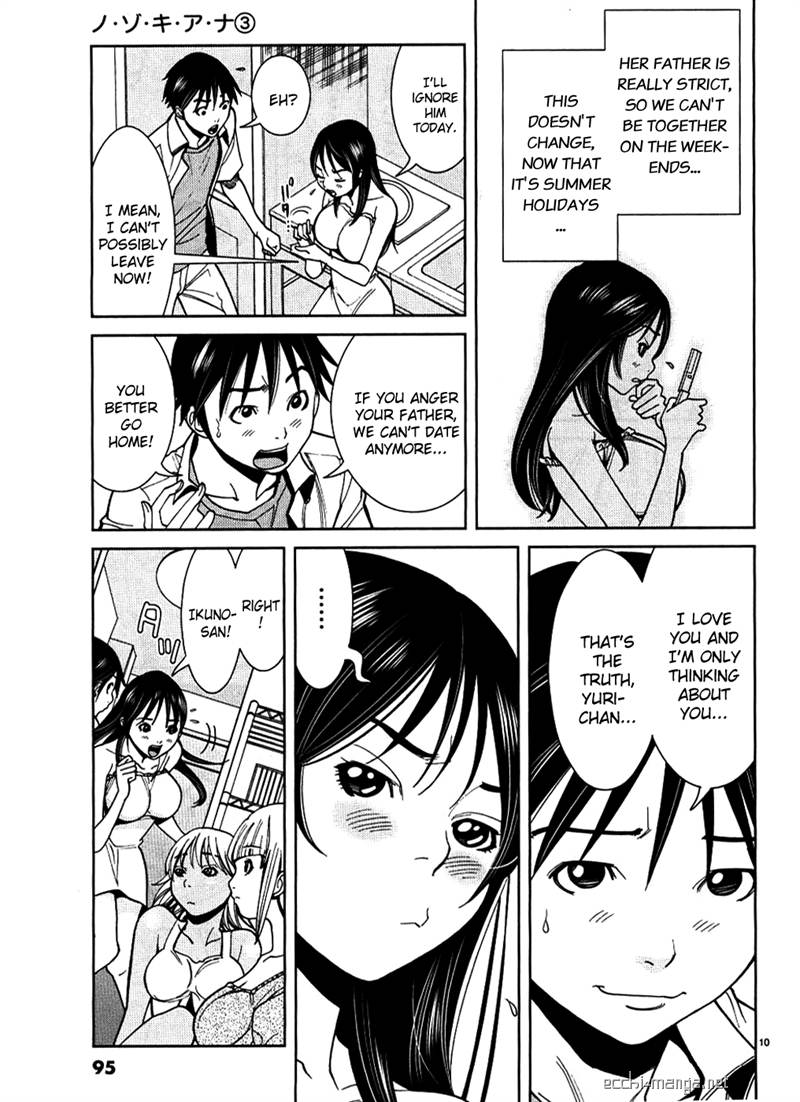 ノ・ゾ・キ・ア・ナ③
HER FATHER IS
REALLY STRICT,
SO WE CAN'T
BE TOGETHER
ON THE WEEK-
ENDS...
THIS
DOESN'T
CHANGE,
NOW THAT
IT'S SUMMER
HOLIDAYS
...
I'LL
IGNORE
HIM
TODAY.
EH?
I MEAN,
I CAN'T
POSSIBLY
LEAVE
NOW!
IF YOU ANGER
YOUR FATHER,
WE CAN'T DATE
ANYMORE...
YOU
BETTER
GO
HOME!
I LOVE
YOU AND
I'M ONLY
THINKING
ABOUT
YOU...
THAT'S
THE
TRUTH,
YURI-
CHAN...
......
RIGHT
!
IKUNO-
SAN!
タッ
10
95
ecchi-manga.net